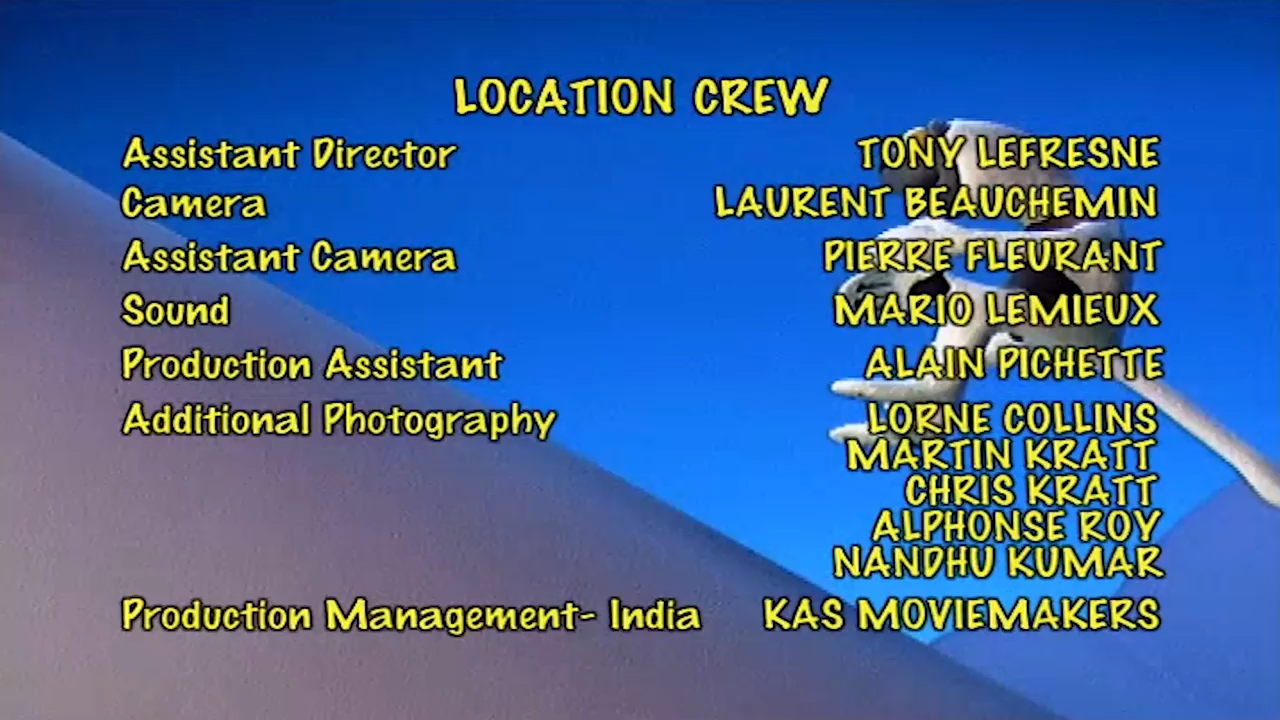 LOCATION CREW
Assistant Director TONY LEFRESNE
Camera LAURENT BEAUCHEMIN
Assistant Camera PIERRE FLEURANT
Sound MARIO LEMIEUX
Production Assistant ALAIN PICHETTE
Additional Photography LORNE COLLINS
MARTIN KRATT
CHRIS KRATT
ALPHONSE ROY
NANDHU KUMAR
Production Management- India KAS MOVIEMAKERS